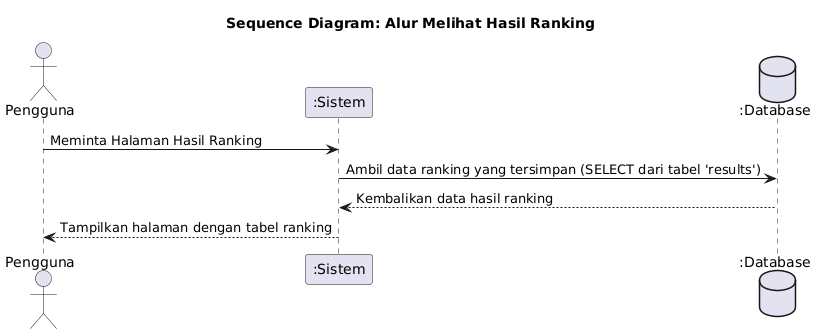 Sequence Diagram: Alur Melihat Hasil Ranking
Pengguna
:Sistem
:Database
Meminta Halaman Hasil Ranking
Ambil data ranking yang tersimpan (SELECT dari tabel 'results')
Kembalikan data hasil ranking
Tampilkan halaman dengan tabel ranking
Pengguna
:Sistem
:Database